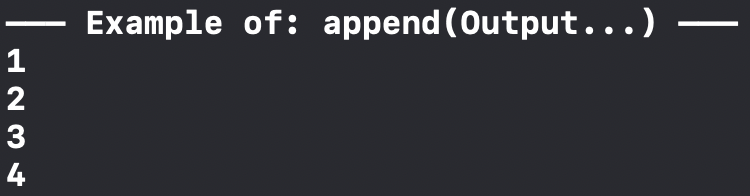 ——— Example of: append(Output...) ———
1
2
3
4